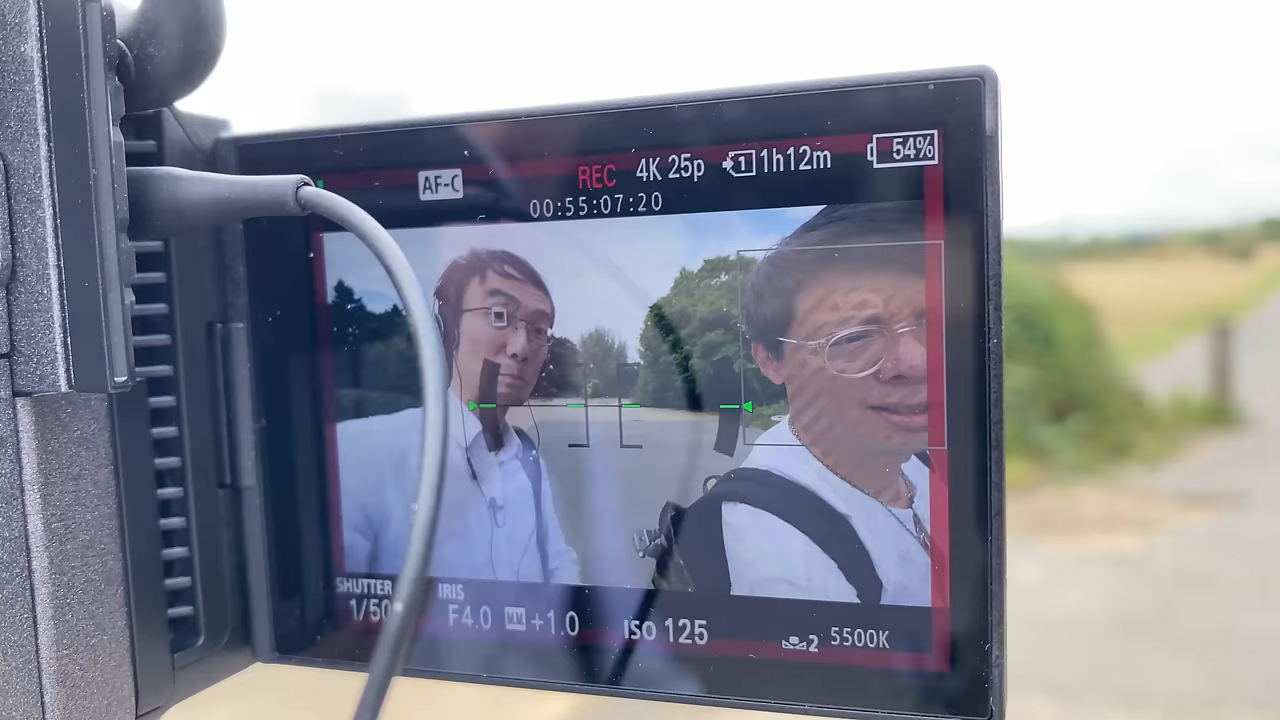 AF-C REC 4K 25p 1 1h12m 54%
00:55:07:20
SHUTTER IRIS
1/50 F4.0 M.M +1.0 ISO 125 2 5500K